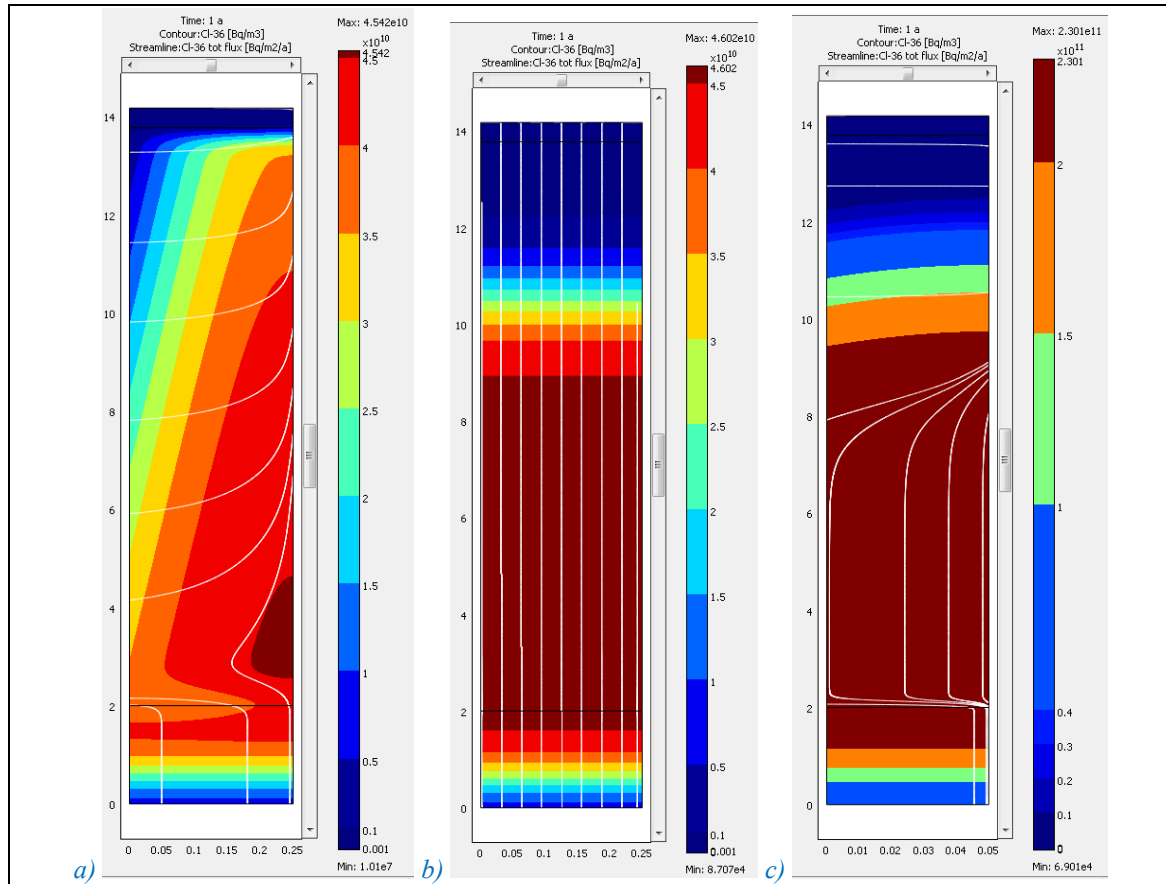 Time: 1 a
Contour:Cl-36 [Bq/m3]
Streamline:Cl-36 tot flux [Bq/m2/a]
Max: 4.542e10
x10^10
4.542
4.5
4
3.5
3
2.5
2
1.5
1
0.5
0.1
0.001
Min: 1.01e7
14
12
10
8
6
4
2
0
0 0.05 0.1 0.15 0.2 0.25
a)
Time: 1 a
Contour:Cl-36 [Bq/m3]
Streamline:Cl-36 tot flux [Bq/m2/a]
Max: 4.602e10
x10^10
4.602
4.5
4
3.5
3
2.5
2
1.5
1
0.5
0.1
0.001
Min: 8.707e4
14
12
10
8
6
4
2
0
0 0.05 0.1 0.15 0.2 0.25
b)
Time: 1 a
Contour:Cl-36 [Bq/m3]
Streamline:Cl-36 tot flux [Bq/m2/a]
Max: 2.301e11
x10^11
2.301
2
1.5
1
0.4
0.3
0.2
0.1
Min: 6.901e4
14
12
10
8
6
4
2
0
0 0.01 0.02 0.03 0.04 0.05
c)